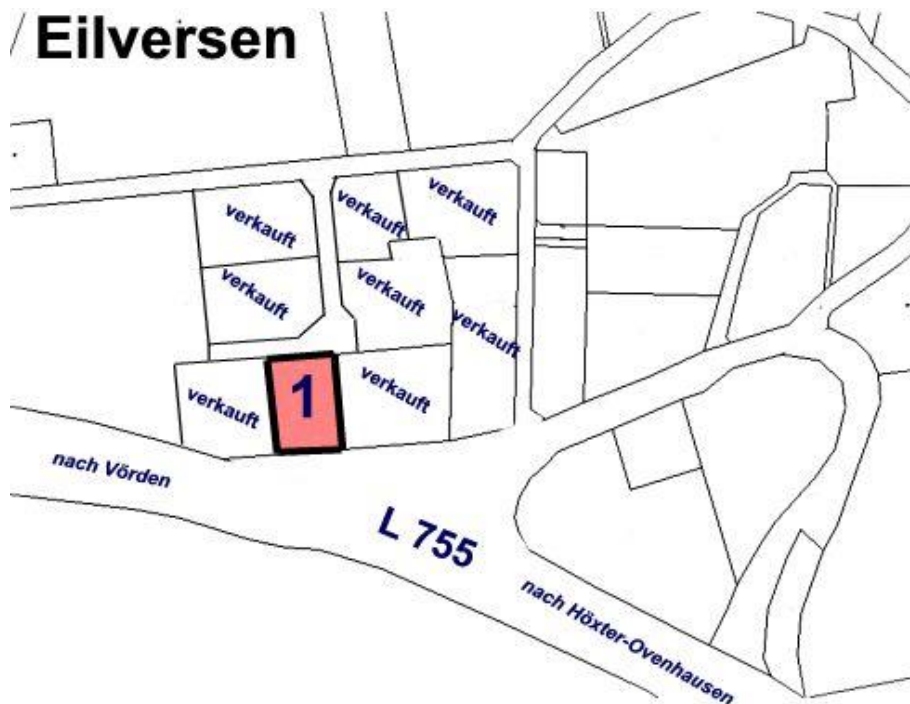 Eilversen
verkauft
verkauft
verkauft
verkauft
verkauft
verkauft
verkauft
1
verkauft
nach Vörden
L 755
nach Höxter-Ovenhausen